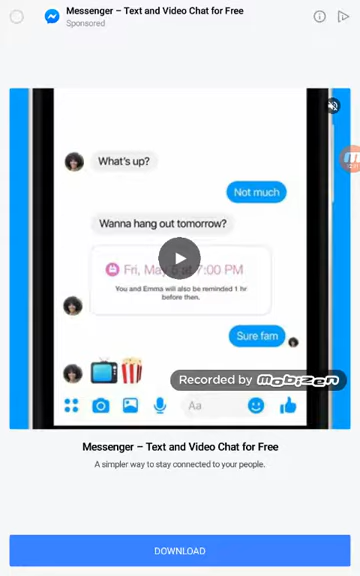 Messenger – Text and Video Chat for Free
Sponsored
What's up?
Not much
Wanna hang out tomorrow?
Fri, May at 7:00 PM
You and Emma will also be reminded 1 hr
before then.
Sure fam
Recorded by Mobizen
Aa
Messenger – Text and Video Chat for Free
A simpler way to stay connected to your people.
DOWNLOAD